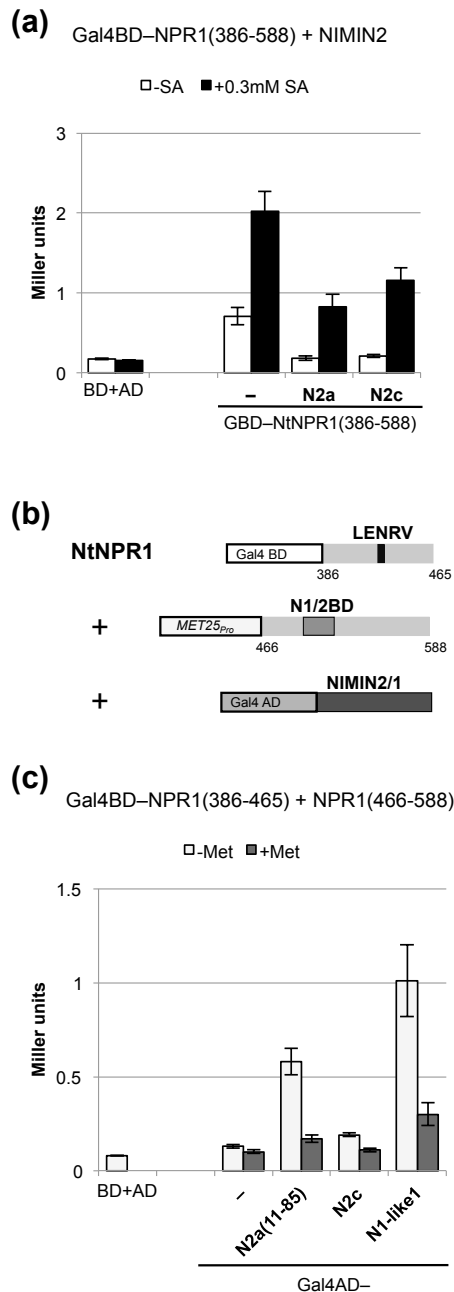 (a)
Gal4BD–NPR1(386-588) + NIMIN2
-SA +0.3mM SA
3
2
1
0
Miller units
BD+AD
– N2a N2c
GBD–NtNPR1(386-588)
(b)
LENRV
NtNPR1 Gal4 BD
386 465
N1/2BD
+ MET25Pro
466 588
NIMIN2/1
+ Gal4 AD
(c)
Gal4BD–NPR1(386-465) + NPR1(466-588)
-Met +Met
1.5
1
0.5
0
Miller units
BD+AD
– N2a(11-85) N2c N1-like1
Gal4AD–